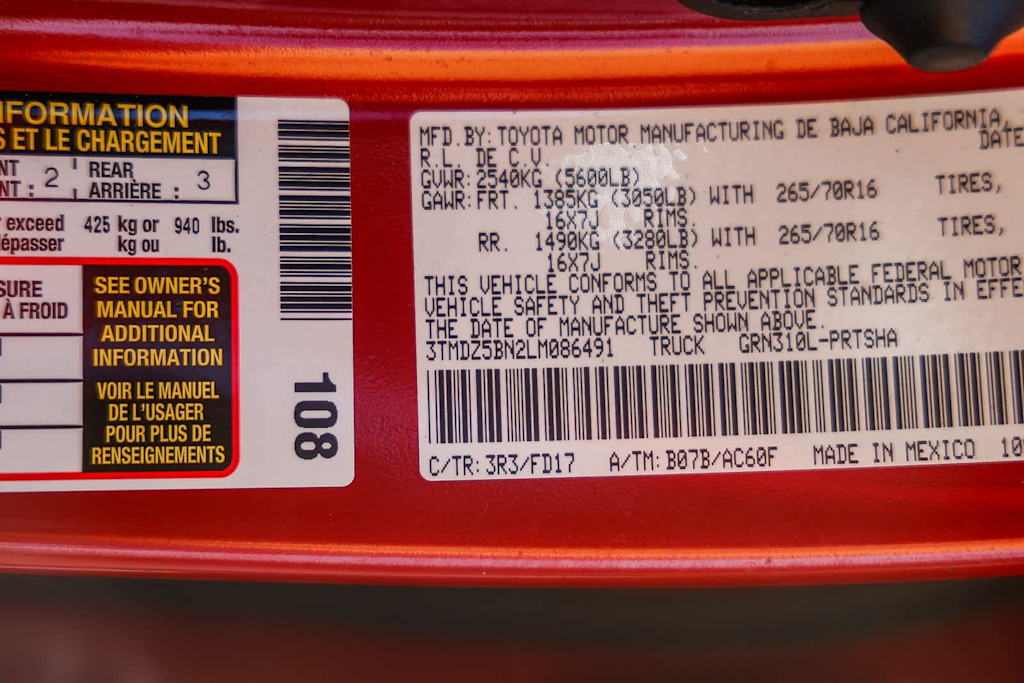 INFORMATION
S ET LE CHARGEMENT
NT : 2 REAR ARRIÈRE : 3
exceed 425 kg or 940 lbs.
dépasser kg ou lb.
SURE
À FROID
SEE OWNER'S
MANUAL FOR
ADDITIONAL
INFORMATION
VOIR LE MANUEL
DE L'USAGER
POUR PLUS DE
RENSEIGNEMENTS
108
MFD.BY: TOYOTA MOTOR MANUFACTURING DE BAJA CALIFORNIA,
R.L. DE C.V. DATE
GVWR: 2540KG (5600LB)
GAWR: FRT. 1385KG (3050LB) WITH 265/70R16 TIRES,
16X7J RIMS.
RR. 1490KG (3280LB) WITH 265/70R16 TIRES,
16X7J RIMS.
THIS VEHICLE CONFORMS TO ALL APPLICABLE FEDERAL MOTOR
VEHICLE SAFETY AND THEFT PREVENTION STANDARDS IN EFFE
THE DATE OF MANUFACTURE SHOWN ABOVE.
3TMDZ5BN2LM086491 TRUCK GRN310L-PRTSHA
C/TR: 3R3/FD17 A/TM: B07B/AC60F MADE IN MEXICO 10